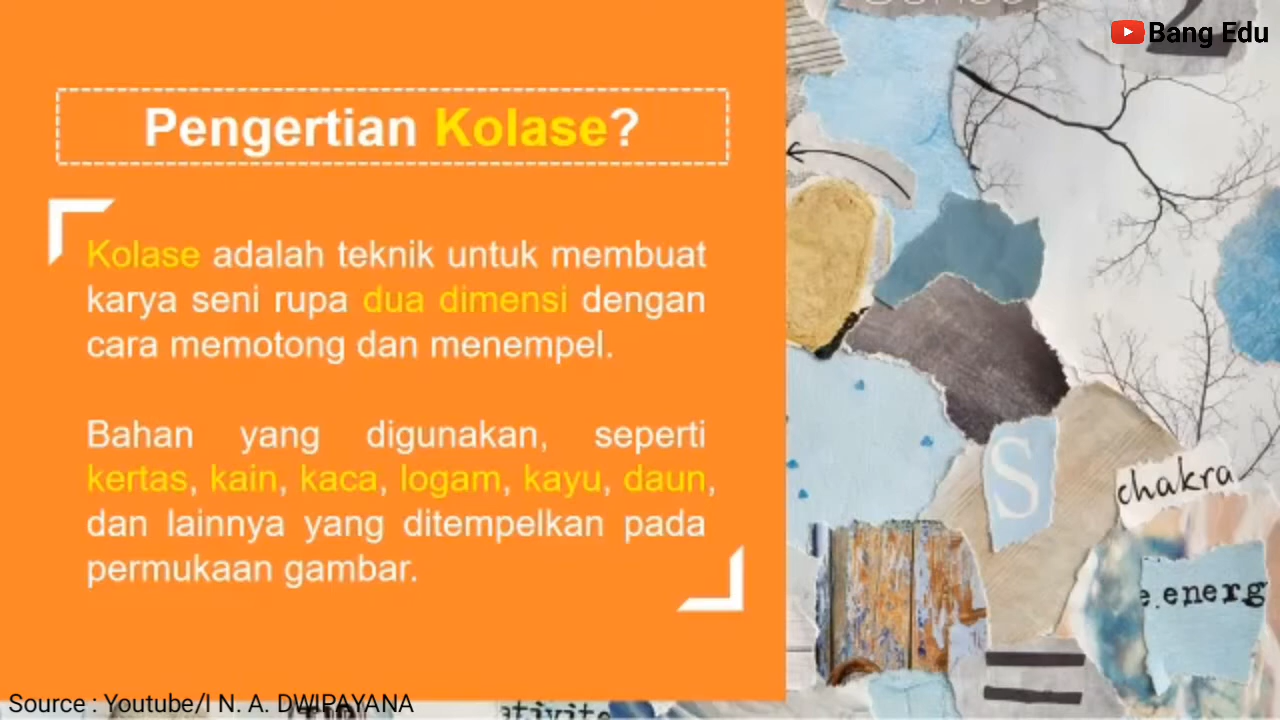 Bang Edu
Pengertian Kolase?
Kolase adalah teknik untuk membuat
karya seni rupa dua dimensi dengan
cara memotong dan menempel.
Bahan yang digunakan, seperti
kertas, kain, kaca, logam, kayu, daun,
dan lainnya yang ditempelkan pada
permukaan gambar.
S
chakra
e.energ
Source : Youtube/I N. A. DWIPAYANA